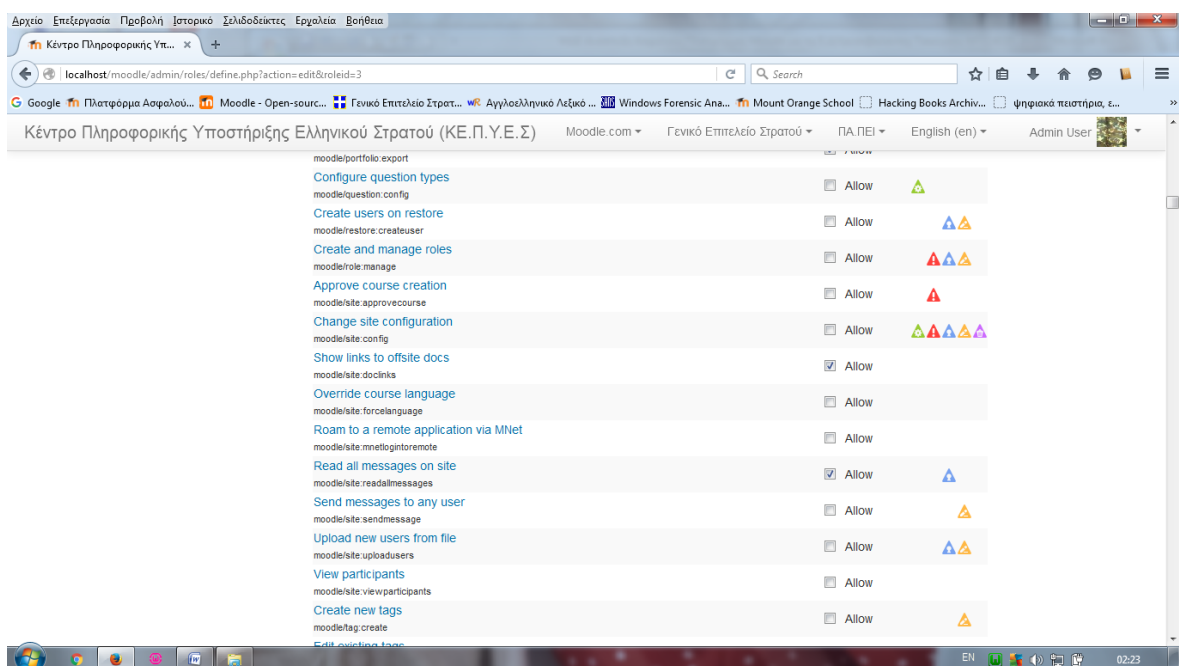 Αρχείο Επεξεργασία Προβολή Ιστορικό Σελιδοδείκτες Εργαλεία Βοήθεια
Κέντρο Πληροφορικής Υπ... × +
localhost/moodle/admin/roles/define.php?action=edit&roleid=3 Search
Google Πλατφόρμα Ασφαλού... Moodle - Open-sourc... Γενικό Επιτελείο Στρατ... Αγγλοελληνικό Λεξικό ... Windows Forensic Ana... Mount Orange School Hacking Books Archiv... ψηφιακά πειστήρια, ε... »
Κέντρο Πληροφορικής Υποστήριξης Ελληνικού Στρατού (ΚΕ.Π.Υ.Ε.Σ) Moodle.com Γενικό Επιτελείο Στρατού ΠΑ.ΠΕΙ English (en) Admin User
Allow
moodle/portfolio:export
Configure question types Allow
moodle/question:config
Create users on restore Allow
moodle/restore:createuser
Create and manage roles Allow
moodle/role:manage
Approve course creation Allow
moodle/site:approvecourse
Change site configuration Allow
moodle/site:config
Show links to offsite docs Allow
moodle/site:doclinks
Override course language Allow
moodle/site:forcelanguage
Roam to a remote application via MNet Allow
moodle/site:mnetlogintoremote
Read all messages on site Allow
moodle/site:readallmessages
Send messages to any user Allow
moodle/site:sendmessage
Upload new users from file Allow
moodle/site:uploadusers
View participants Allow
moodle/site:viewparticipants
Create new tags Allow
moodle/tag:create
Edit existing tags
EN 02:23